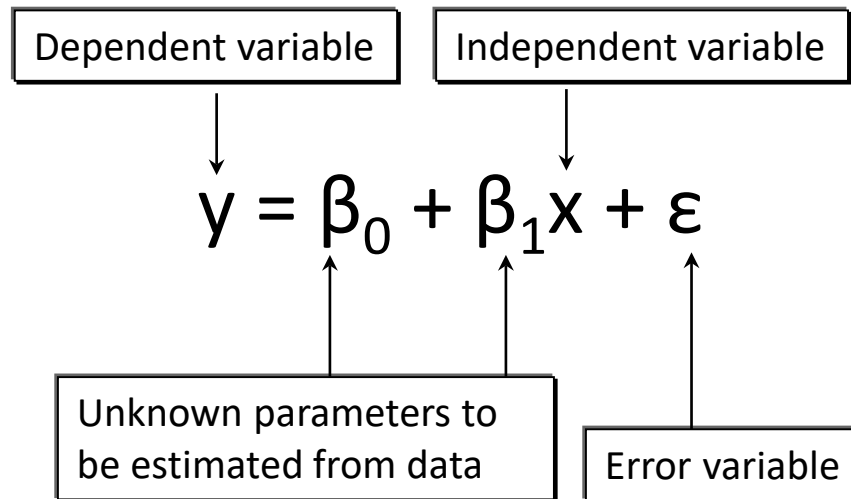 Dependent variable
Independent variable
y = β₀ + β₁x + ε
Unknown parameters to
be estimated from data
Error variable